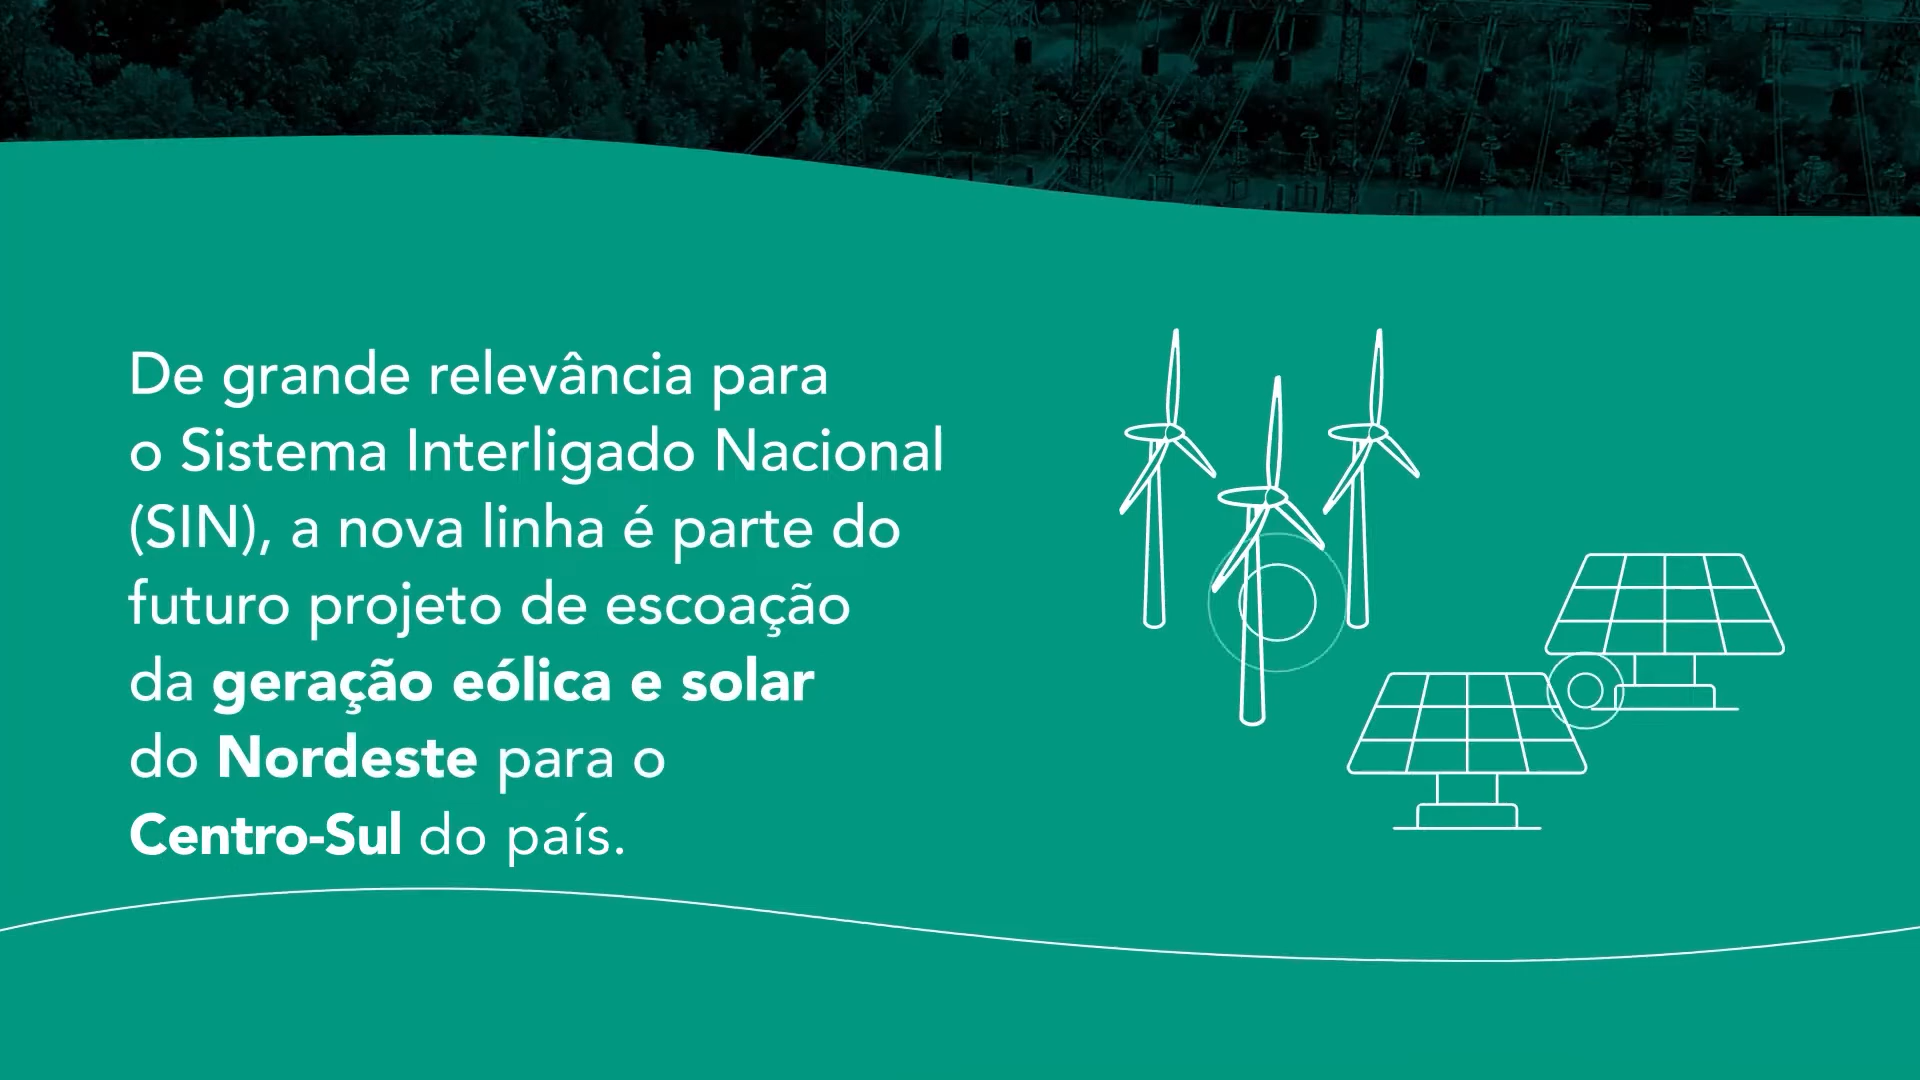 De grande relevância para
o Sistema Interligado Nacional
(SIN), a nova linha é parte do
futuro projeto de escoação
da geração eólica e solar
do Nordeste para o
Centro-Sul do país.